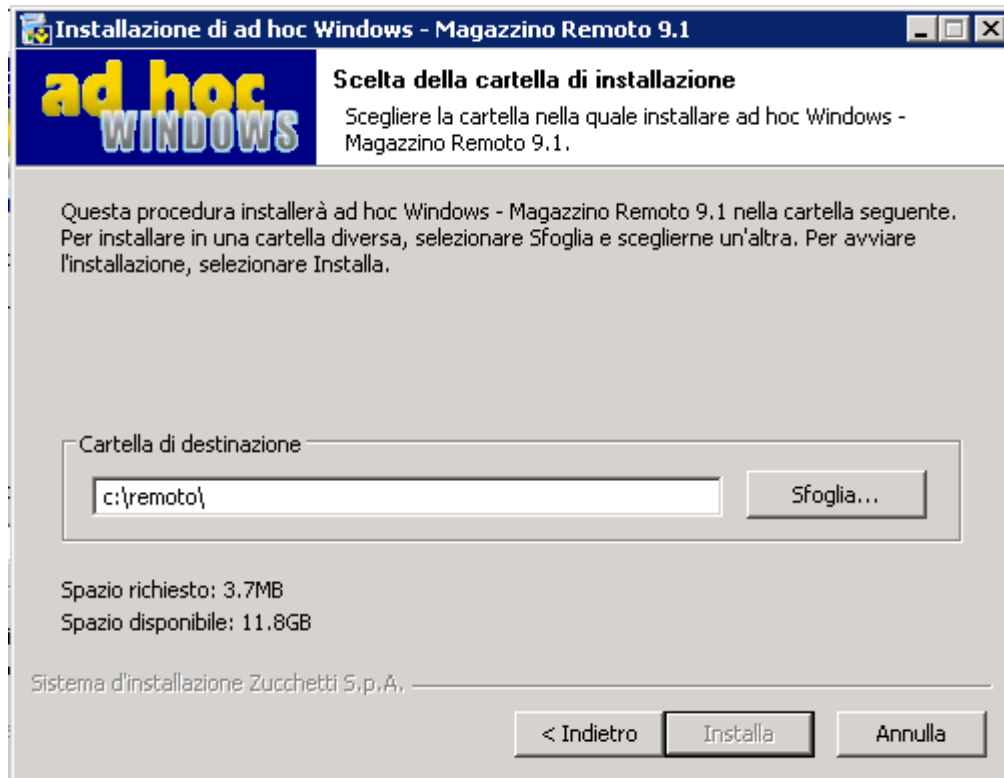 Installazione di ad hoc Windows - Magazzino Remoto 9.1
ad hoc
WINDOWS
Scelta della cartella di installazione
Scegliere la cartella nella quale installare ad hoc Windows -
Magazzino Remoto 9.1.
Questa procedura installerà ad hoc Windows - Magazzino Remoto 9.1 nella cartella seguente.
Per installare in una cartella diversa, selezionare Sfoglia e sceglierne un'altra. Per avviare
l'installazione, selezionare Installa.
Cartella di destinazione
c:\remoto\
Sfoglia...
Spazio richiesto: 3.7MB
Spazio disponibile: 11.8GB
Sistema d'installazione Zucchetti S.p.A.
< Indietro
Installa
Annulla